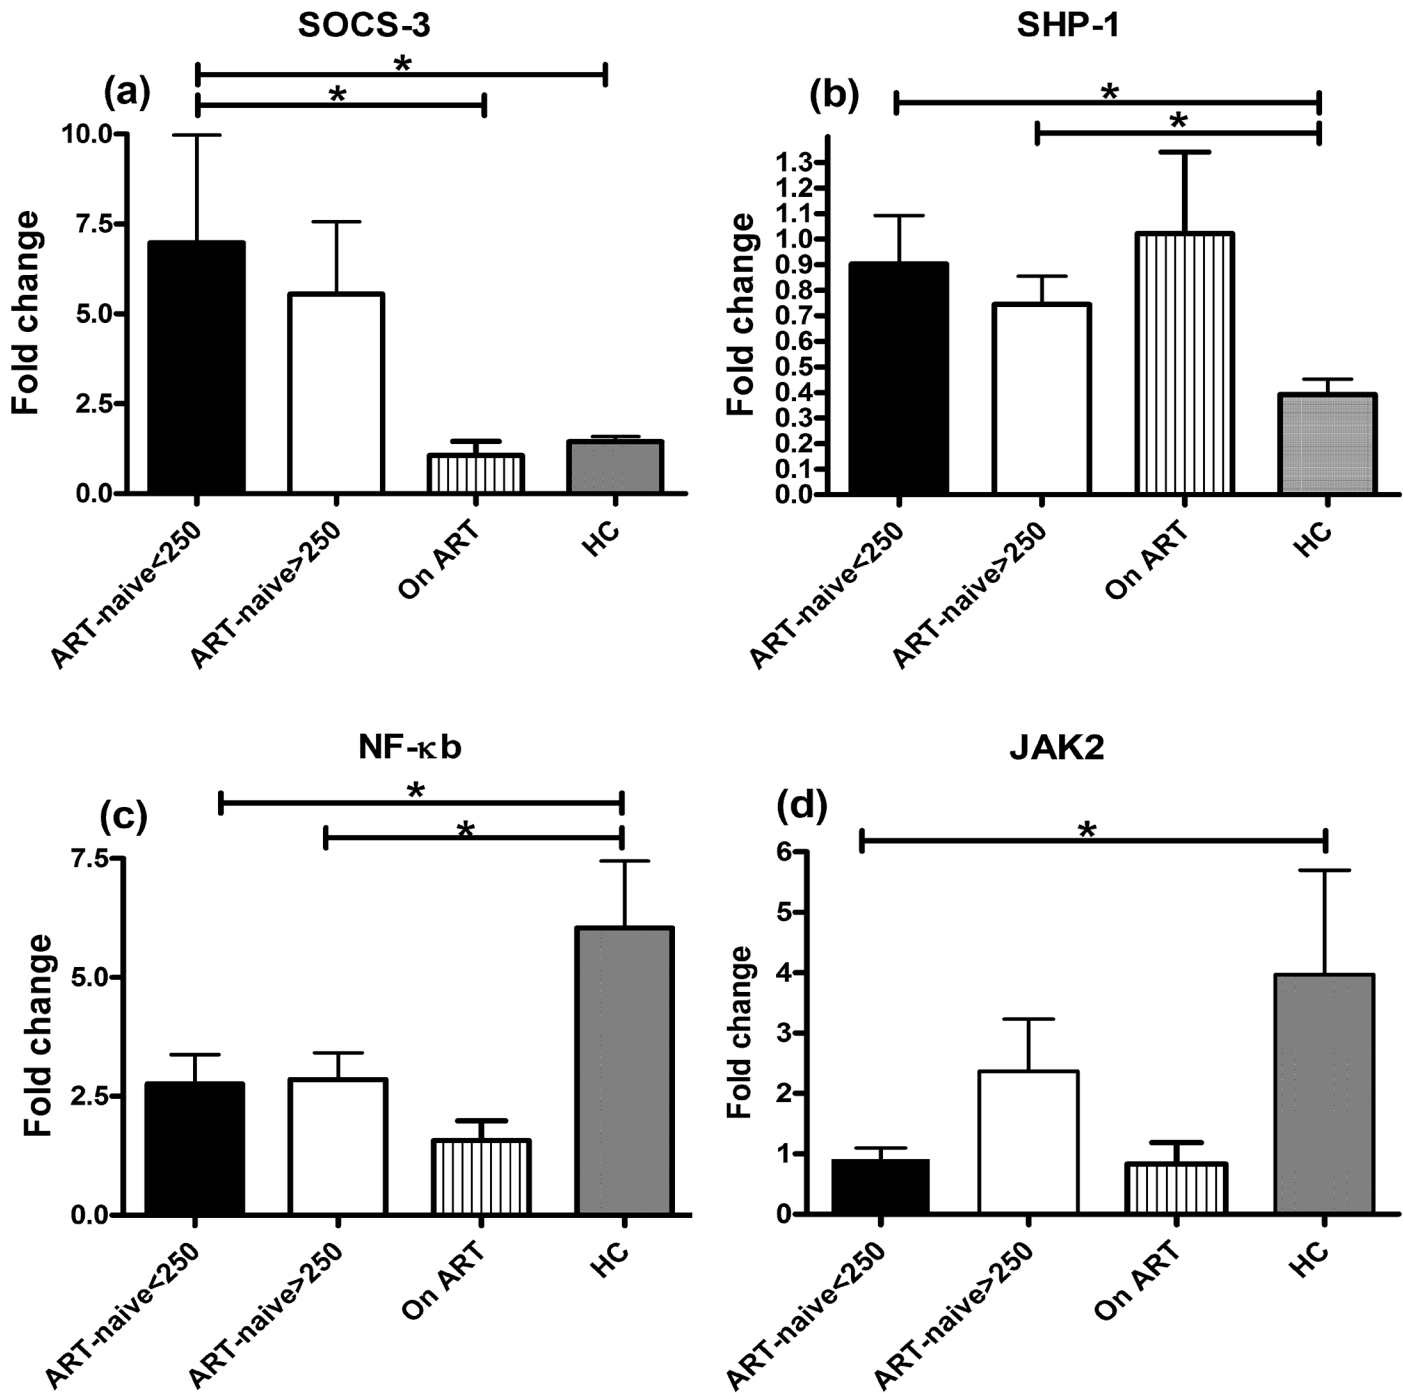 SOCS-3
(a)
*
*
Fold change
10.0
7.5
5.0
2.5
0.0
ART-naive<250
ART-naive>250
On ART
HC
SHP-1
(b)
*
*
Fold change
1.3
1.2
1.1
1.0
0.9
0.8
0.7
0.6
0.5
0.4
0.3
0.2
0.1
0.0
ART-naive<250
ART-naive>250
On ART
HC
NF-κb
(c)
*
*
Fold change
7.5
5.0
2.5
0.0
ART-naive<250
ART-naive>250
On ART
HC
JAK2
(d)
*
Fold change
6
5
4
3
2
1
0
ART-naive<250
ART-naive>250
On ART
HC